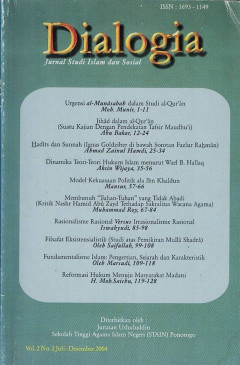 ISSN : 1693 - 1149
Dialogia
Jurnal Studi Islam dan Sosial
Urgensi al-Munâsabah dalam Studi al-Qur'ân
Moh. Munir, 1-11
Jihâd dalam al-Qur'ân
(Suatu Kajian Dengan Pendekatan Tafsir Maudhu'i)
Abu Bakar, 12-24
Hadîts dan Sunnah (Ignas Goldziher di bawah Sorotan Fazlur Rahmân)
Ahmad Zainal Hamdi, 25-34
Dinamika Teori-Teori Hukum Islam menurut Wael B. Hallaq
Aksin Wijaya, 35-56
Model Kekuasaan Politik ala Ibn Khaldun
Mansur, 57-66
Membunuh "Tuhan-Tuhan" yang Tidak Abadi
(Kritik Nashr Hamid Abû Zayd Terhadap Sakralitas Wacana Agama)
Muhammad Roy, 67-84
Rasionalisme Rasional Versus Irrasionalisme Rasional
Iswahyudi, 85-98
Filsafat Eksistensialistik (Studi atas Pemikiran Mullâ Shadrâ)
Oleh Saifullah, 99-108
Fundamentalisme Islam: Pengertian, Sejarah dan Karakteristik
Oleh Marsudi, 109-118
Reformasi Hukum Menuju Masyarakat Madani
H. Moh. Saichu, 119-128
Diterbitkan oleh :
Jurusan Ushuluddin
Sekolah Tinggi Agama Islam Negeri (STAIN) Ponorogo
Vol. 2 No. 2 Juli - Desember 2004